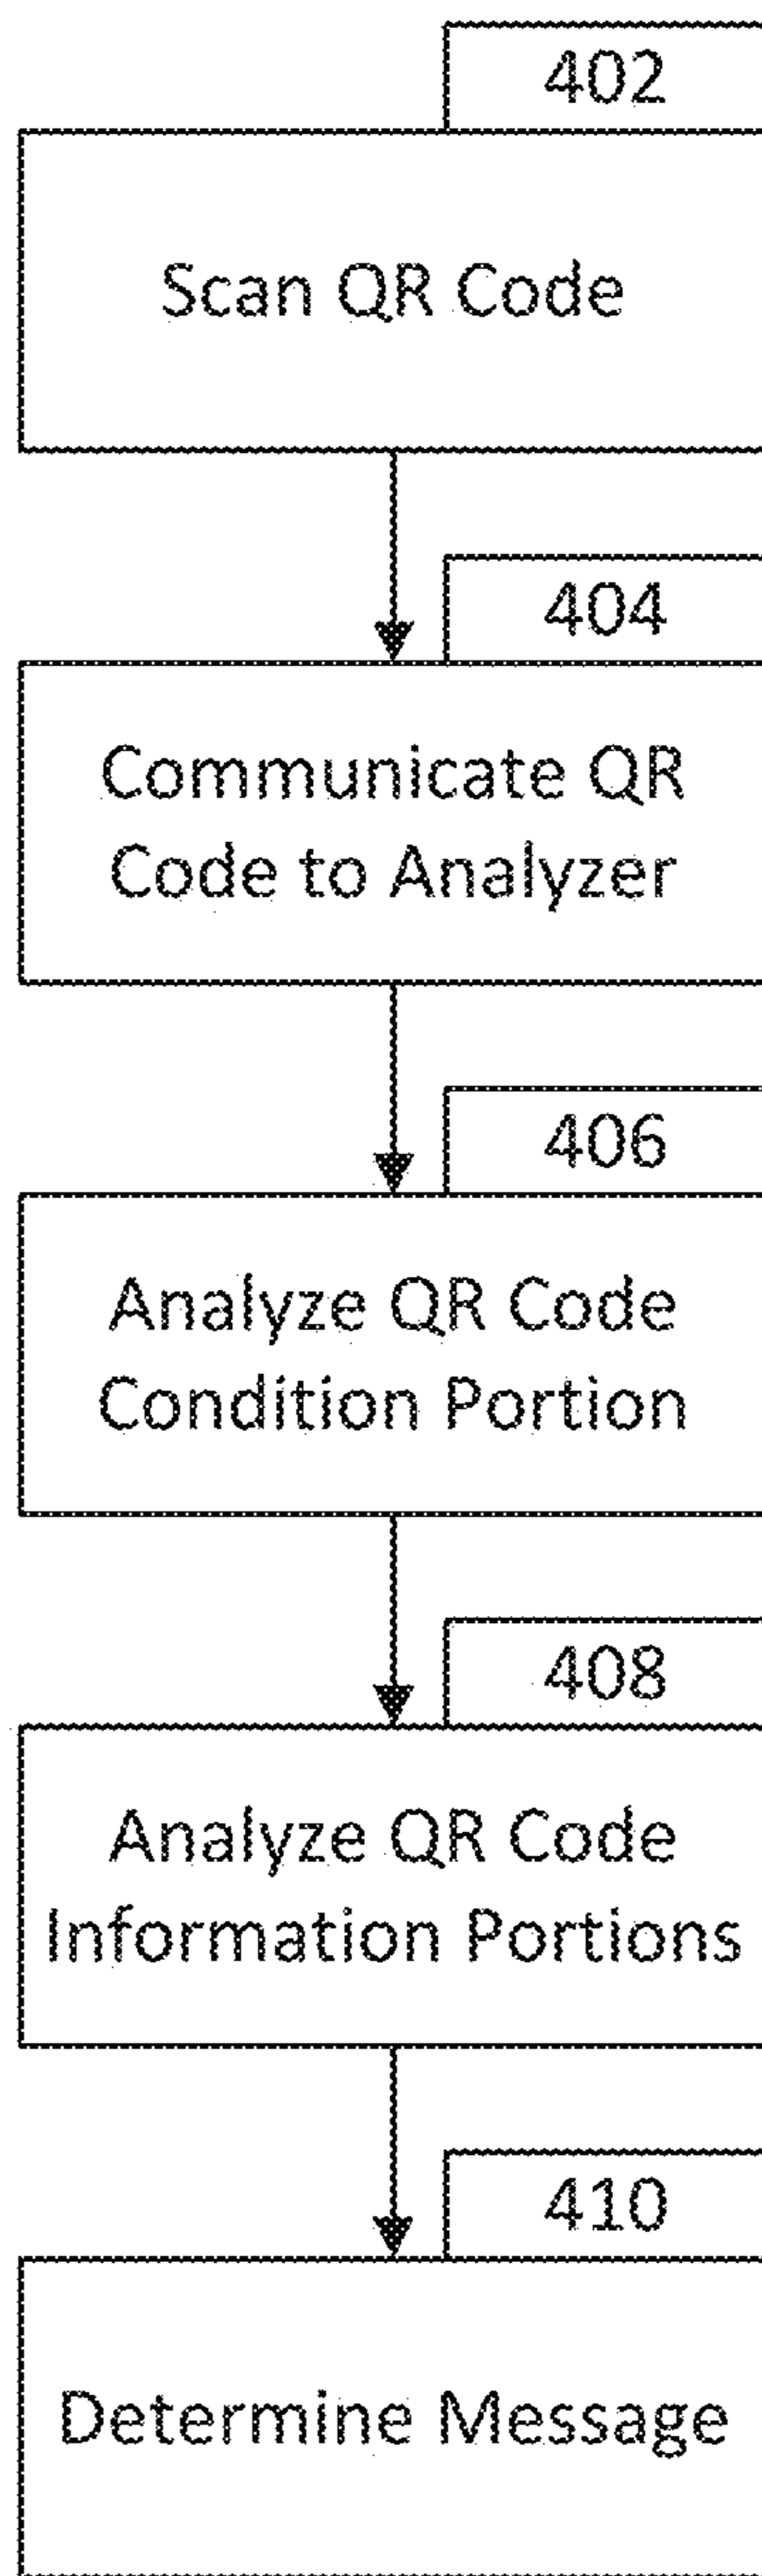 402
Scan QR Code
404
Communicate QR
Code to Analyzer
406
Analyze QR Code
Condition Portion
408
Analyze QR Code
Information Portions
410
Determine Message